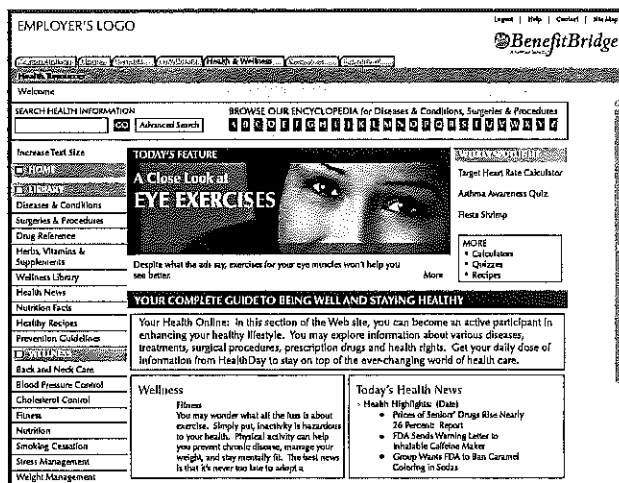 EMPLOYER'S LOGO
Logout | Help | Contact | Site Map
BenefitBridge
Health & Wellness
Health Resources
Welcome
SEARCH HEALTH INFORMATION
GO Advanced Search
BROWSE OUR ENCYCLOPEDIA for Diseases & Conditions, Surgeries & Procedures
A B C D E F G H I J K L M N O P Q R S T U V W X Y Z
Increase Text Size
HOME
LIBRARY
Diseases & Conditions
Surgeries & Procedures
Drug Reference
Herbs, Vitamins &
Supplements
Wellness Library
Health News
Nutrition Facts
Healthy Recipes
Prevention Guidelines
WELLNESS
Back and Neck Care
Blood Pressure Control
Cholesterol Control
Fitness
Nutrition
Smoking Cessation
Stress Management
Weight Management
TODAY'S FEATURE
A Close Look at
EYE EXERCISES
Despite what the ads say, exercises for your eye muscles won't help you
see better.
More
Target Heart Rate Calculator
Asthma Awareness Quiz
Fiesta Shrimp
MORE
• Calculators
• Quizzes
• Recipes
YOUR COMPLETE GUIDE TO BEING WELL AND STAYING HEALTHY
Your Health Online: in this section of the Web site, you can become an active participant in
enhancing your healthy lifestyle. You may explore information about various diseases,
treatments, surgical procedures, prescription drugs and health rights. Get your daily dose of
information from HealthDay to stay on top of the ever-changing world of health care.
Wellness
Fitness
You may wonder what all the fuss is about
exercise. Simply put, inactivity is hazardous
to your health. Physical activity can help
you prevent chronic disease, manage your
weight, and stay mentally fit. The best news
is that it's never too late to adopt a
Today's Health News
- Health Highlights: (Date)
• Prices of Seniors' Drugs Rise Nearly
26 Percent: Report
• FDA Sends Warning Letter to
Inhalable Caffeine Maker
• Group Wants FDA to Ban Caramel
Coloring in Sodas